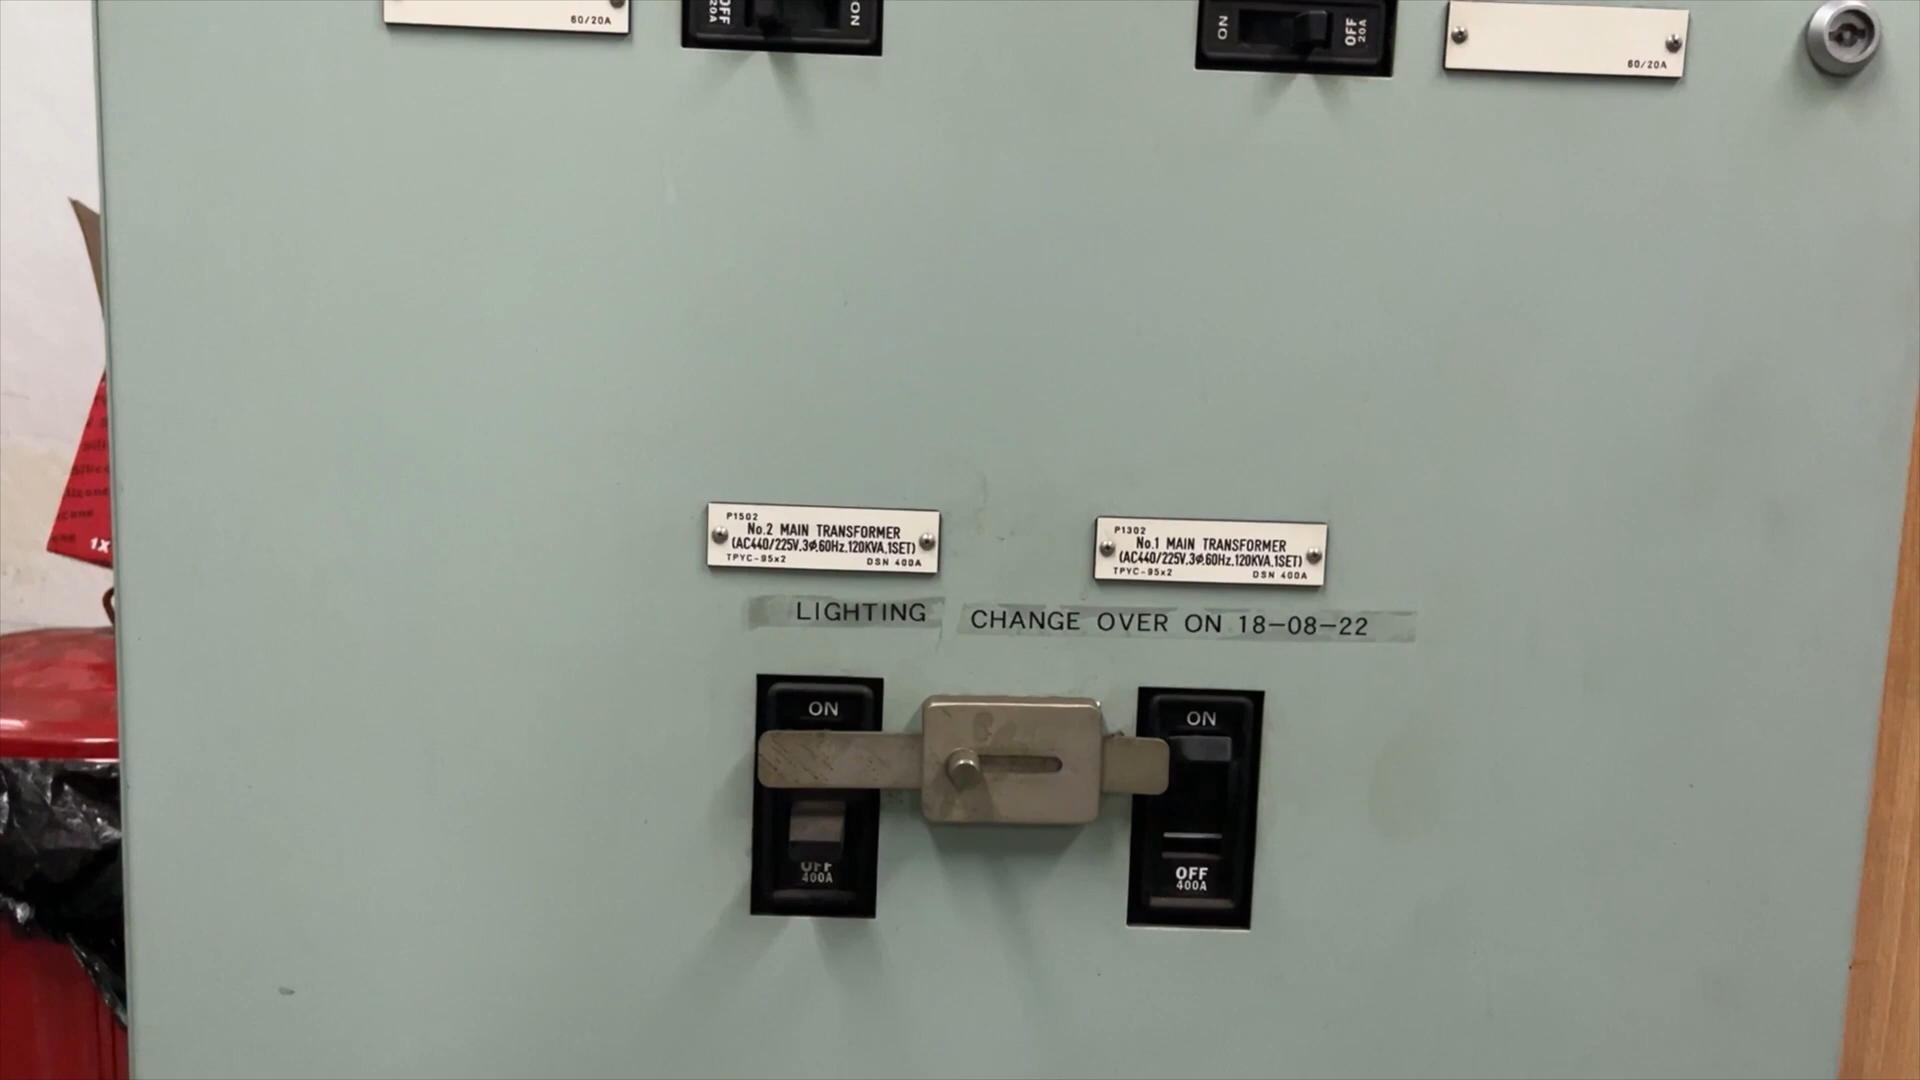 60/20A
OFF
20A
ON
ON
OFF
20A
60/20A
P1502
No.2 MAIN TRANSFORMER
(AC440/225V.3φ.60Hz.120KVA.1SET)
TPYC-95x2 DSN 400A
P1302
No.1 MAIN TRANSFORMER
(AC440/225V.3φ.60Hz.120KVA.1SET)
TPYC-95x2 DSN 400A
LIGHTING CHANGE OVER ON 18-08-22
ON
OFF
400A
ON
OFF
400A
1X